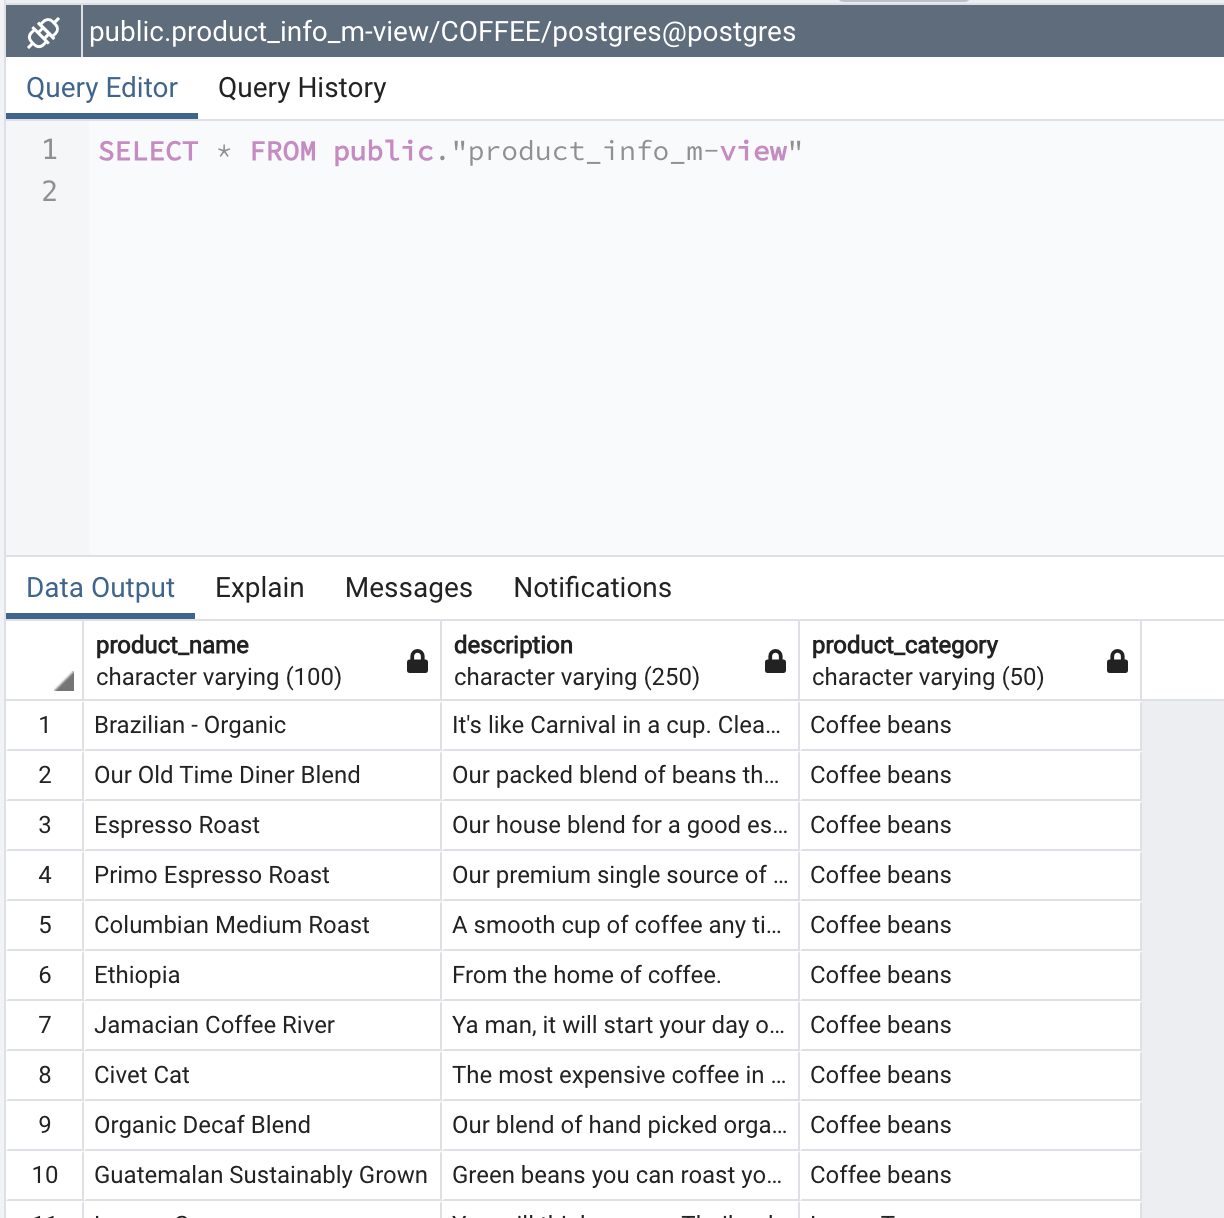 public.product_info_m-view/COFFEE/postgres@postgres
Query Editor Query History
1 SELECT * FROM public."product_info_m-view"
2
Data Output Explain Messages Notifications
product_name description product_category
character varying (100) character varying (250) character varying (50)
1 Brazilian - Organic It's like Carnival in a cup. Clea... Coffee beans
2 Our Old Time Diner Blend Our packed blend of beans th... Coffee beans
3 Espresso Roast Our house blend for a good es... Coffee beans
4 Primo Espresso Roast Our premium single source of ... Coffee beans
5 Columbian Medium Roast A smooth cup of coffee any ti... Coffee beans
6 Ethiopia From the home of coffee. Coffee beans
7 Jamacian Coffee River Ya man, it will start your day o... Coffee beans
8 Civet Cat The most expensive coffee in ... Coffee beans
9 Organic Decaf Blend Our blend of hand picked orga... Coffee beans
10 Guatemalan Sustainably Grown Green beans you can roast yo... Coffee beans